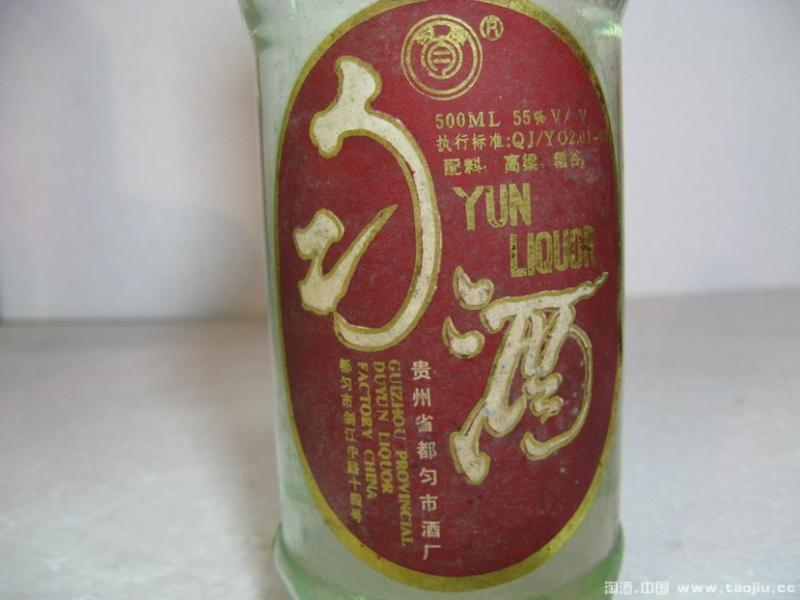 ®
500ML 55% V/V
执行标准:QJ/Y02.01-
配料:高粱、稻谷
匀酒
YUN
LIQUOR
贵州省都匀市酒厂
GUIZHOU PROVINCIAL
DUYUN LIQUOR
FACTORY CHINA
都匀市剑江中路十四号
淘酒.中国 www.taojiu.cc